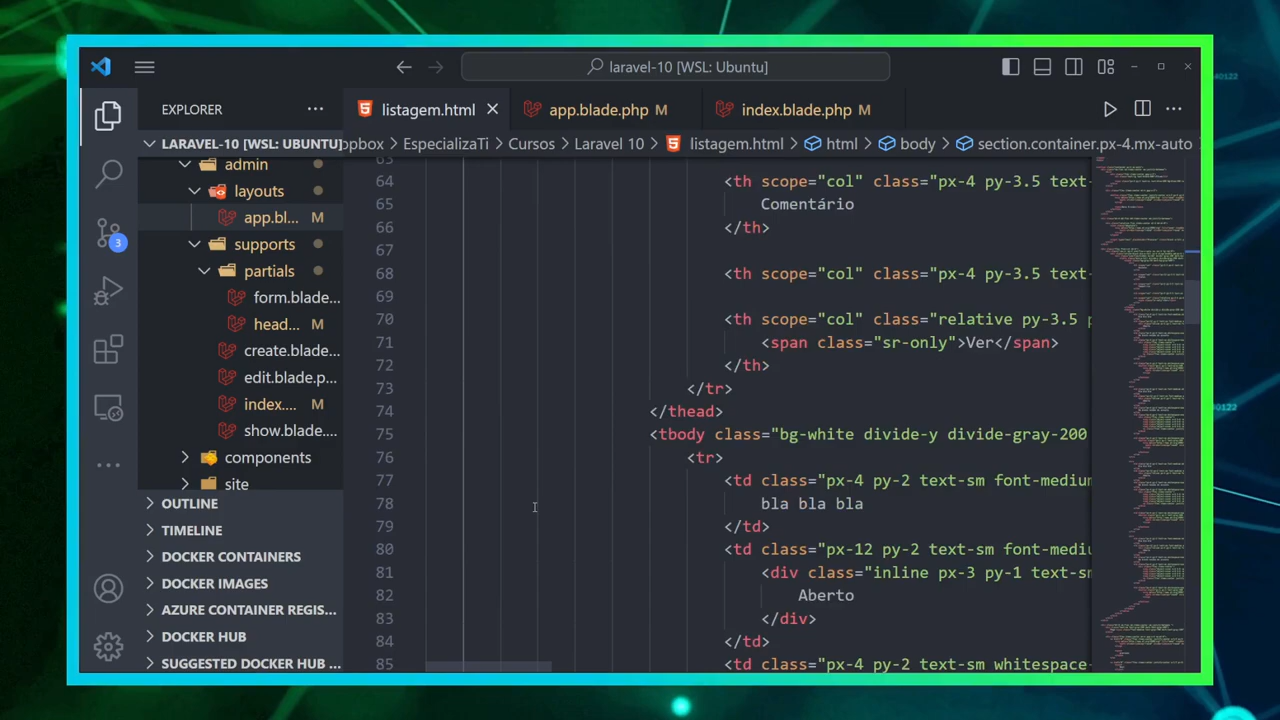 laravel-10 [WSL: Ubuntu]
EXPLORER
listagem.html
app.blade.php M
index.blade.php M
LARAVEL-10 [WSL: UBUNTU]
opbox > EspecializaTi > Cursos > Laravel 10 > listagem.html > html > body > section.container.px-4.mx-auto
admin
layouts
app.bl... M
supports
partials
form.blade...
head... M
create.blade...
edit.blade.p...
index.... M
show.blade....
components
site
OUTLINE
TIMELINE
DOCKER CONTAINERS
DOCKER IMAGES
AZURE CONTAINER REGIS...
DOCKER HUB
SUGGESTED DOCKER HUB ...
3
63
64 <th scope="col" class="px-4 py-3.5 text-
65 Comentário
66 </th>
67
68 <th scope="col" class="px-4 py-3.5 text-
69
70 <th scope="col" class="relative py-3.5 p
71 <span class="sr-only">Ver</span>
72 </th>
73 </tr>
74 </thead>
75 <tbody class="bg-white divide-y divide-gray-200
76 <tr>
77 <td class="px-4 py-2 text-sm font-medium
78 bla bla bla
79 </td>
80 <td class="px-12 py-2 text-sm font-mediu
81 <div class="inline px-3 py-1 text-sm
82 Aberto
83 </div>
84 </td>
85 <td class="px-4 py-2 text-sm whitespace-